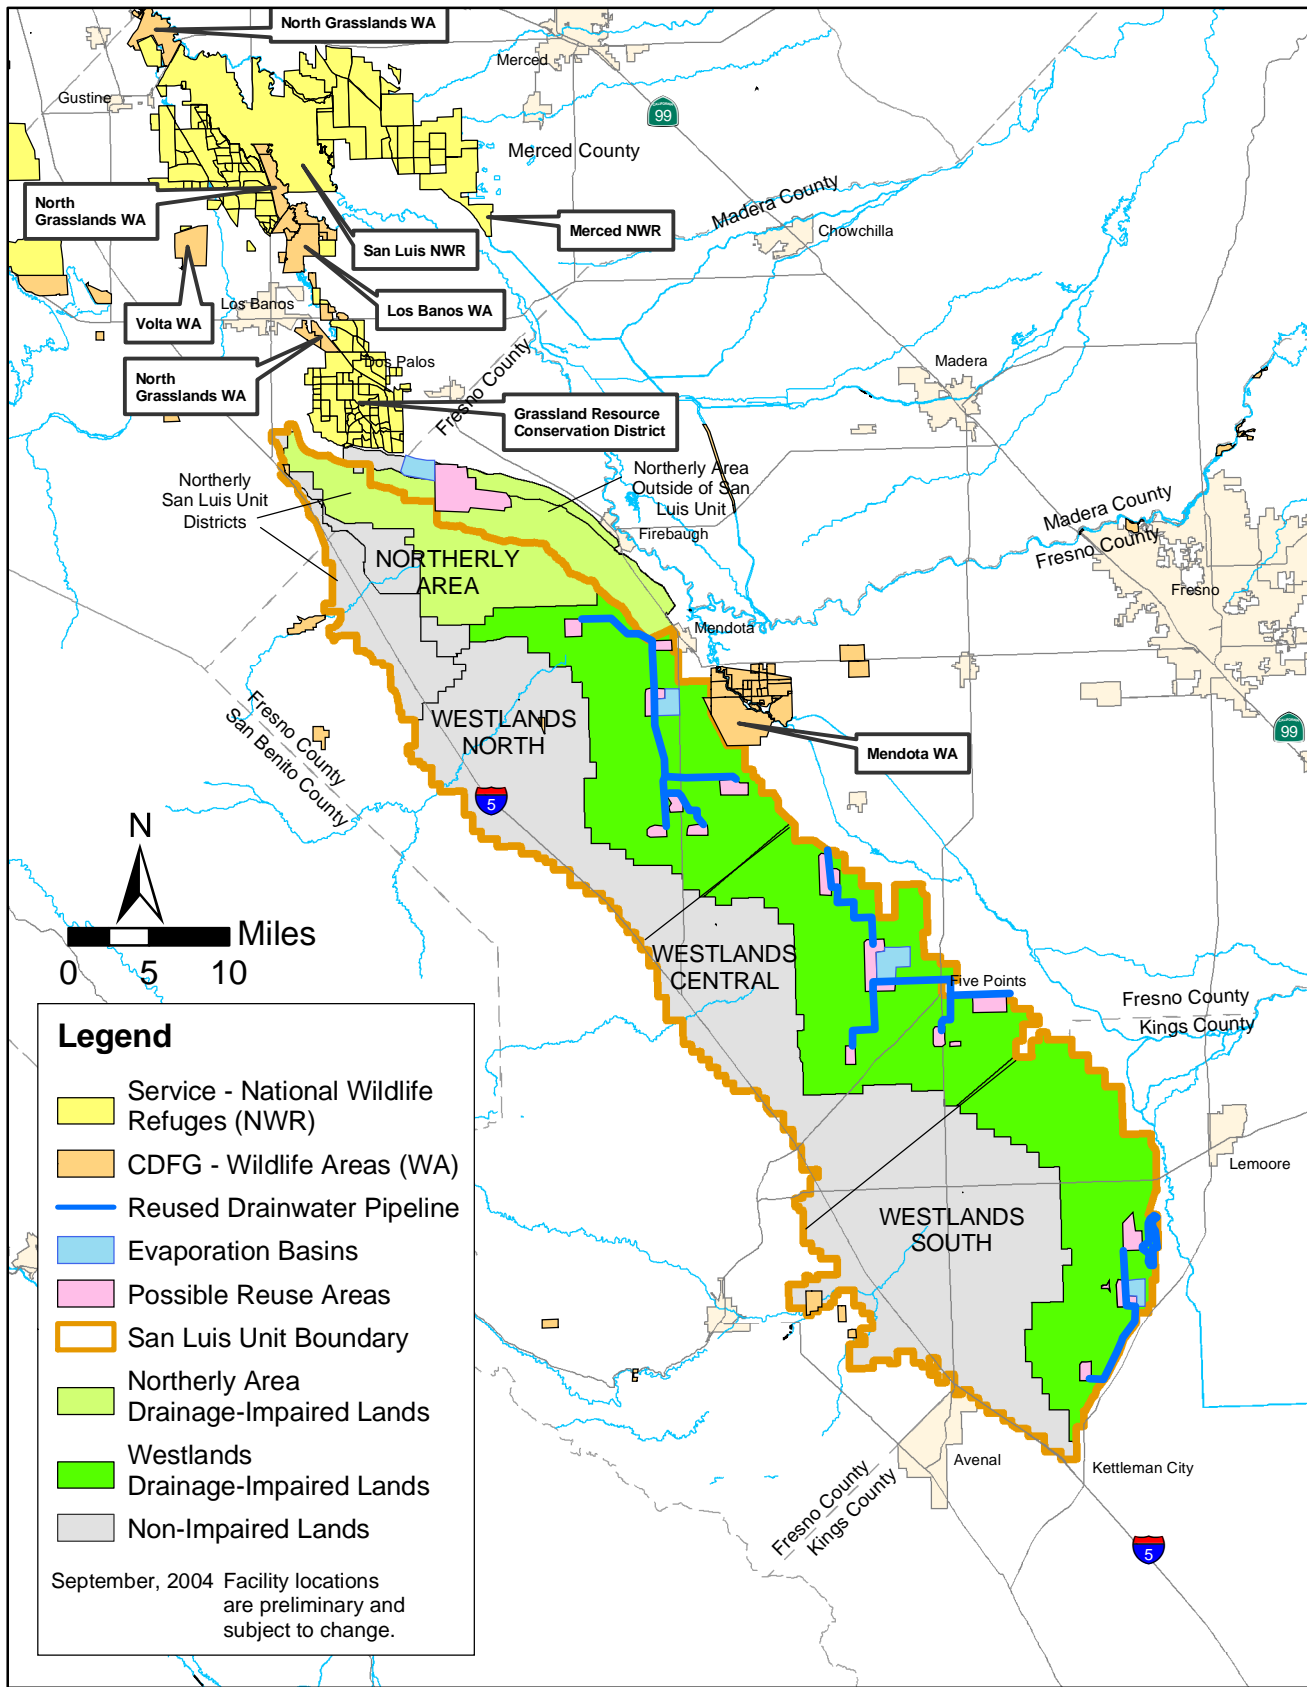 North Grasslands WA
Merced
Gustine
CALIFORNIA
99
Merced County
Madera County
North
Grasslands WA
Merced NWR
Chowchilla
San Luis NWR
Los Banos
Los Banos WA
Volta WA
Dos Palos
Madera
North
Grasslands WA
Fresno County
Grassland Resource
Conservation District
Northerly
San Luis Unit
Districts
Northerly Area
Outside of San
Luis Unit
Madera County
Fresno County
Firebaugh
NORTHERLY
AREA
Fresno
Mendota
WESTLANDS
NORTH
Fresno County
San Benito County
CALIFORNIA
99
Mendota WA
5
N
Miles
0 5 10
WESTLANDS
CENTRAL
Five Points
Fresno County
Kings County
Lemoore
WESTLANDS
SOUTH
Avenal
Kettleman City
Fresno County
Kings County
5
Legend
Service - National Wildlife
Refuges (NWR)
CDFG - Wildlife Areas (WA)
Reused Drainwater Pipeline
Evaporation Basins
Possible Reuse Areas
San Luis Unit Boundary
Northerly Area
Drainage-Impaired Lands
Westlands
Drainage-Impaired Lands
Non-Impaired Lands
September, 2004 Facility locations
are preliminary and
subject to change.